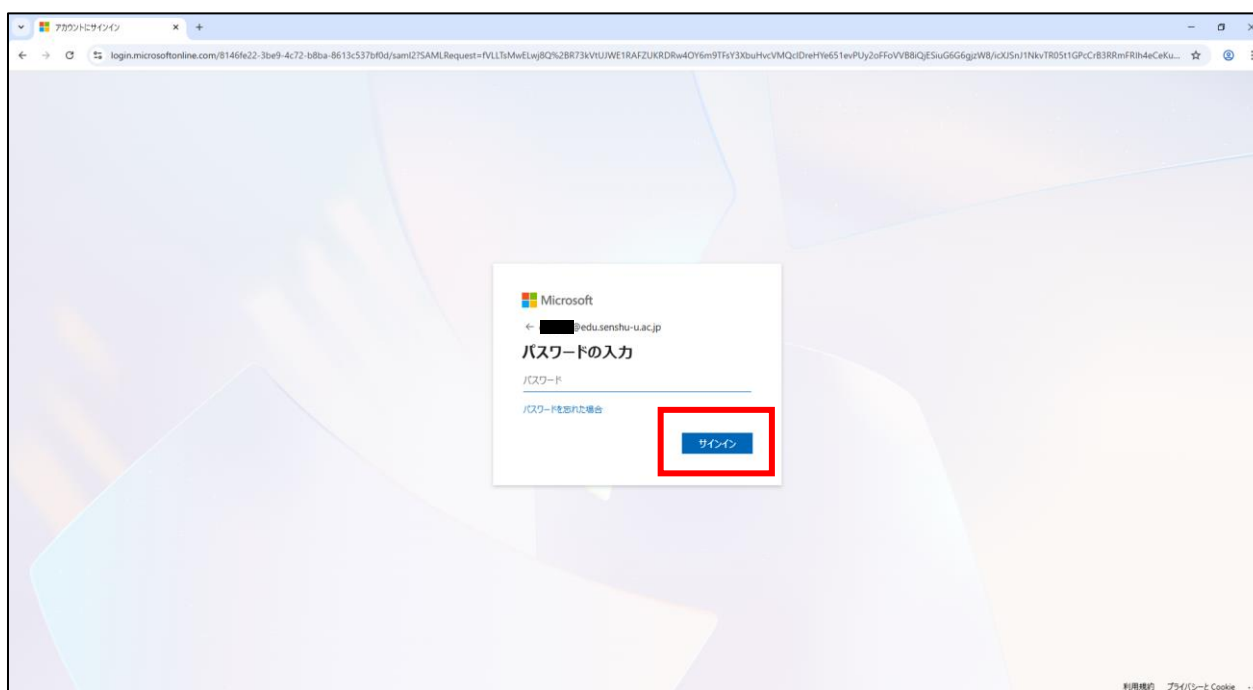 アカウントにサインイン
login.microsoftonline.com/8146fe22-3be9-4c72-b8ba-8613c537bf0d/saml2?SAMLRequest=
Microsoft
@edu.senshu-u.ac.jp
パスワードの入力
パスワード
パスワードを忘れた場合
サインイン
利用規約 プライバシーと Cookie